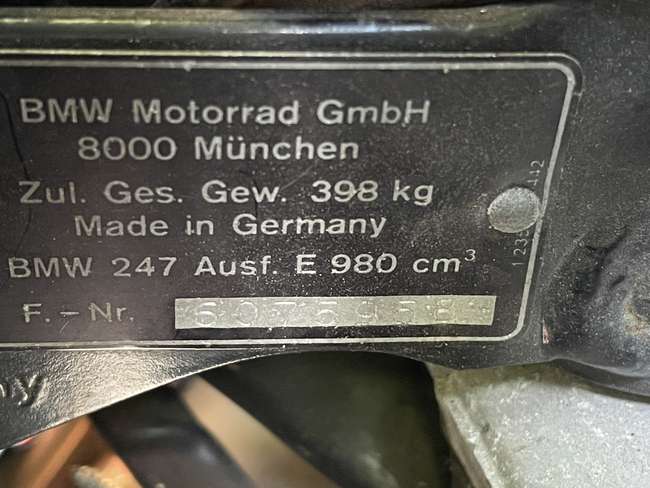 BMW Motorrad GmbH
8000 München
Zul. Ges. Gew. 398 kg
Made in Germany
BMW 247 Ausf. E 980 cm³
F.-Nr.